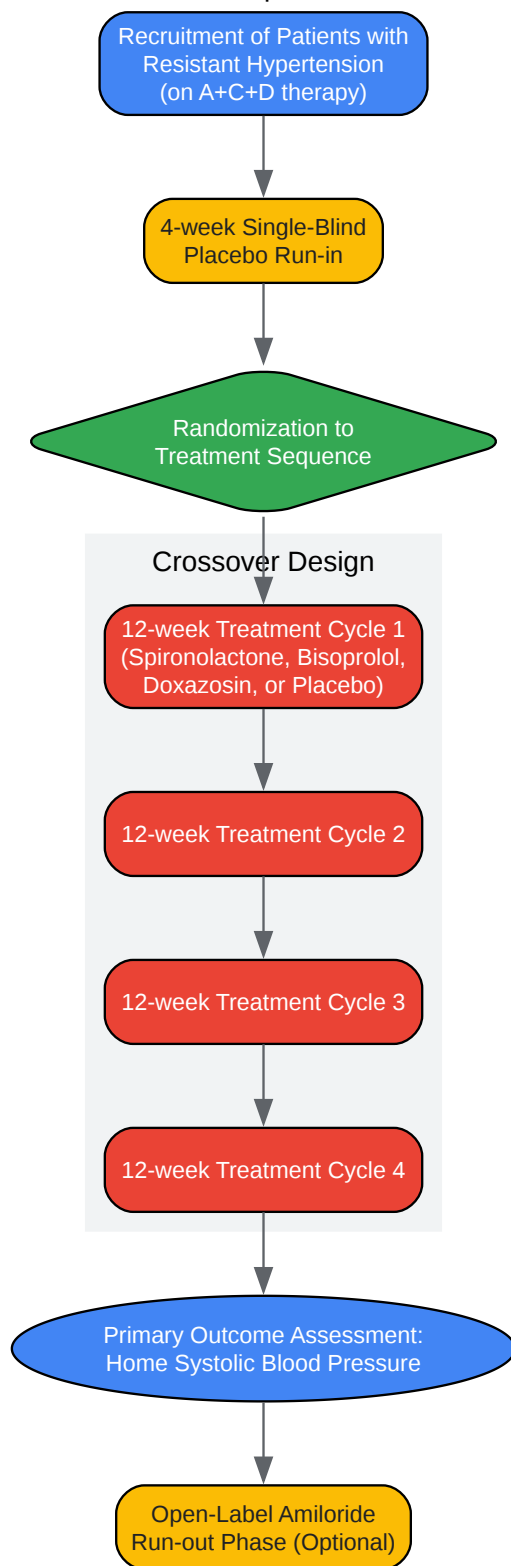 Recruitment of Patients with
Resistant Hypertension
(on A+C+D therapy)
4-week Single-Blind
Placebo Run-in
Randomization to
Treatment Sequence
Crossover Design
12-week Treatment Cycle 1
(Spironolactone, Bisoprolol,
Doxazosin, or Placebo)
12-week Treatment Cycle 2
12-week Treatment Cycle 3
12-week Treatment Cycle 4
Primary Outcome Assessment:
Home Systolic Blood Pressure
Open-Label Amiloride
Run-out Phase (Optional)